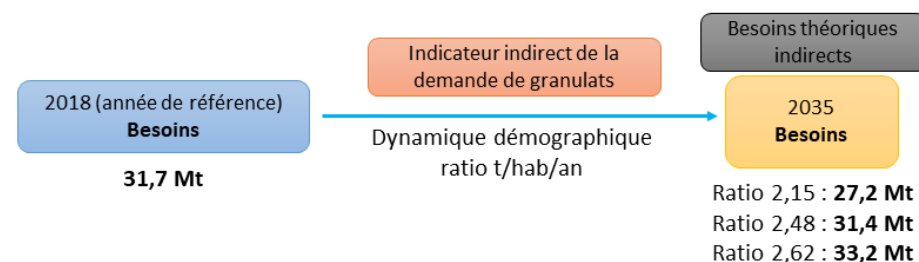 2018 (année de référence)
Besoins
31,7 Mt
Indicateur indirect de la
demande de granulats
Dynamique démographique
ratio t/hab/an
Besoins théoriques
indirects
2035
Besoins
Ratio 2,15 : 27,2 Mt
Ratio 2,48 : 31,4 Mt
Ratio 2,62 : 33,2 Mt